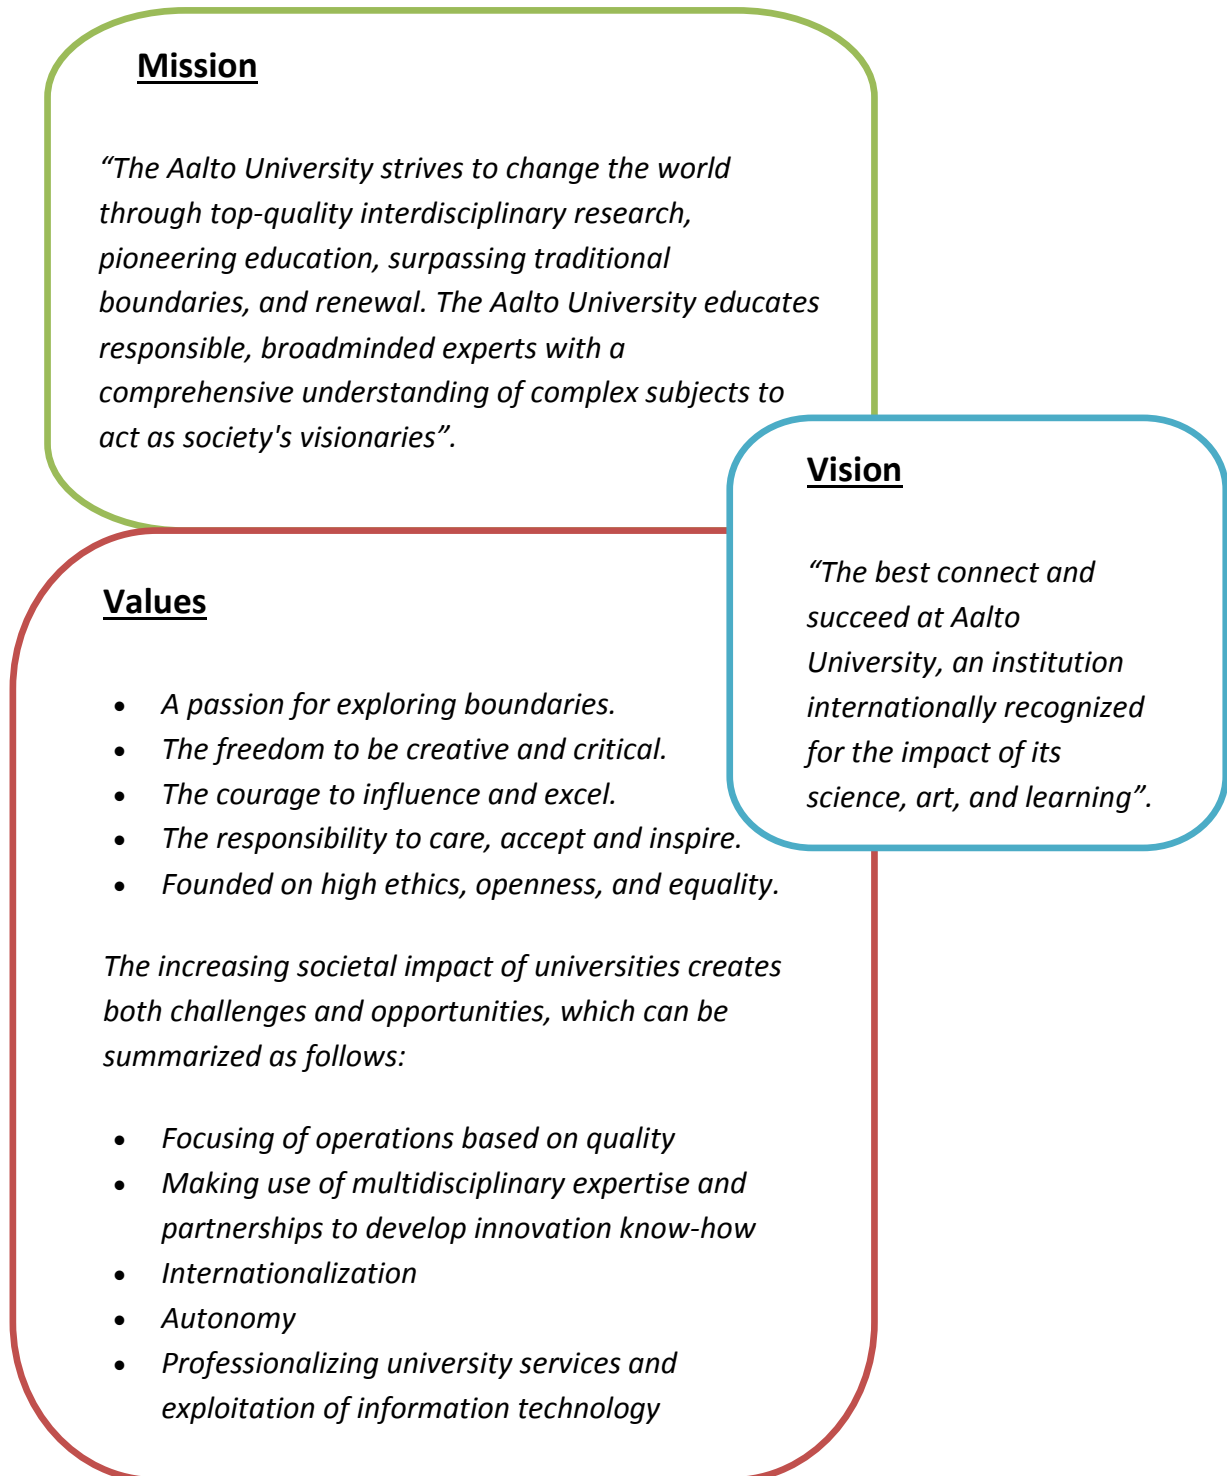 Mission
“The Aalto University strives to change the world
through top-quality interdisciplinary research,
pioneering education, surpassing traditional
boundaries, and renewal. The Aalto University educates
responsible, broadminded experts with a
comprehensive understanding of complex subjects to
act as society's visionaries”.
Vision
“The best connect and
succeed at Aalto
University, an institution
internationally recognized
for the impact of its
science, art, and learning”.
Values
• A passion for exploring boundaries.
• The freedom to be creative and critical.
• The courage to influence and excel.
• The responsibility to care, accept and inspire.
• Founded on high ethics, openness, and equality.
The increasing societal impact of universities creates
both challenges and opportunities, which can be
summarized as follows:
• Focusing of operations based on quality
• Making use of multidisciplinary expertise and
partnerships to develop innovation know-how
• Internationalization
• Autonomy
• Professionalizing university services and
exploitation of information technology